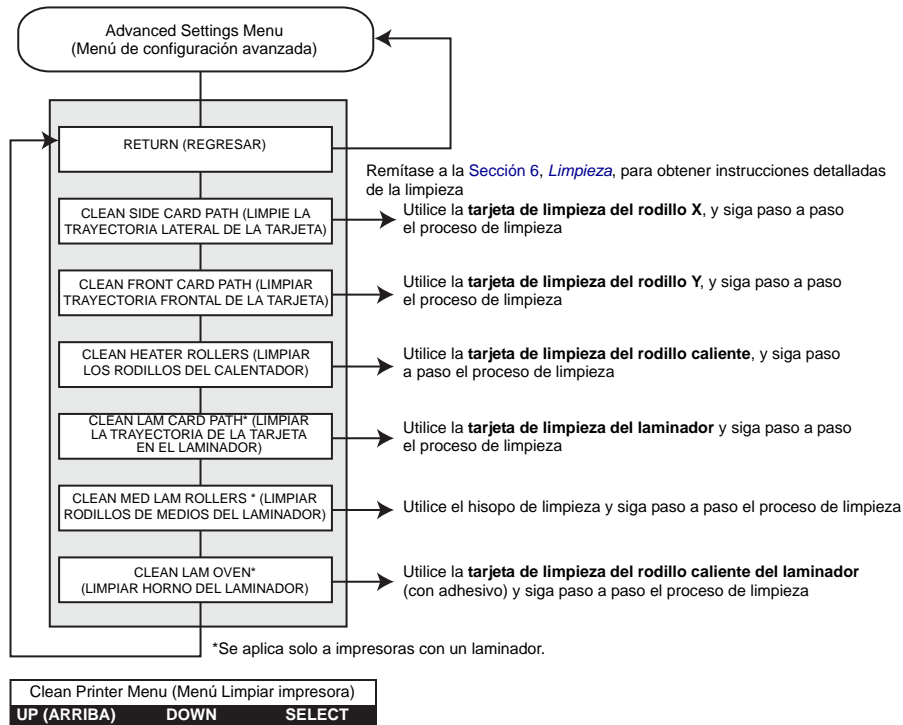 Advanced Settings Menu
(Menú de configuración avanzada)
RETURN (REGRESAR)
Remítase a la Sección 6, Limpieza, para obtener instrucciones detalladas
de la limpieza
CLEAN SIDE CARD PATH (LIMPIE LA
TRAYECTORIA LATERAL DE LA TARJETA)
Utilice la tarjeta de limpieza del rodillo X, y siga paso a paso
el proceso de limpieza
CLEAN FRONT CARD PATH (LIMPIAR
TRAYECTORIA FRONTAL DE LA TARJETA)
Utilice la tarjeta de limpieza del rodillo Y, y siga paso a paso
el proceso de limpieza
CLEAN HEATER ROLLERS (LIMPIAR
LOS RODILLOS DEL CALENTADOR)
Utilice la tarjeta de limpieza del rodillo caliente, y siga paso
a paso el proceso de limpieza
CLEAN LAM CARD PATH* (LIMPIAR
LA TRAYECTORIA DE LA TARJETA
EN EL LAMINADOR)
Utilice la tarjeta de limpieza del laminador y siga paso a paso
el proceso de limpieza
CLEAN MED LAM ROLLERS * (LIMPIAR
RODILLOS DE MEDIOS DEL LAMINADOR)
Utilice el hisopo de limpieza y siga paso a paso el proceso de limpieza
CLEAN LAM OVEN*
(LIMPIAR HORNO DEL LAMINADOR)
Utilice la tarjeta de limpieza del rodillo caliente del laminador
(con adhesivo) y siga paso a paso el proceso de limpieza
*Se aplica solo a impresoras con un laminador.
Clean Printer Menu (Menú Limpiar impresora)
UP (ARRIBA) DOWN SELECT